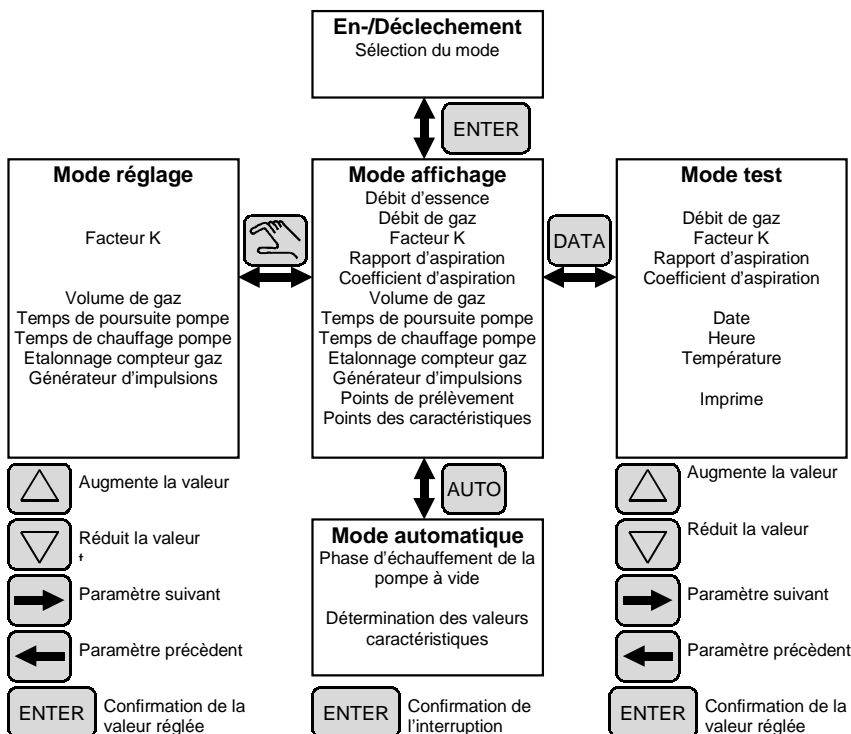 En-/Déclechement
Sélection du mode
ENTER
Mode réglage
Facteur K
Volume de gaz
Temps de poursuite pompe
Temps de chauffage pompe
Etalonnage compteur gaz
Générateur d'impulsions
Mode affichage
Débit d'essence
Débit de gaz
Facteur K
Rapport d'aspiration
Coefficient d'aspiration
Volume de gaz
Temps de poursuite pompe
Temps de chauffage pompe
Etalonnage compteur gaz
Générateur d'impulsions
Points de prélèvement
Points des caractéristiques
DATA
Mode test
Débit de gaz
Facteur K
Rapport d'aspiration
Coefficient d'aspiration
Date
Heure
Température
Imprime
Augmente la valeur
Réduit la valeur
Paramètre suivant
Paramètre précèdent
ENTER
Confirmation de la
valeur réglée
AUTO
Mode automatique
Phase d'échauffement de la
pompe à vide
Détermination des valeurs
caractéristiques
ENTER
Confirmation de
l'interruption
Augmente la valeur
Réduit la valeur
Paramètre suivant
Paramètre précèdent
ENTER
Confirmation de la
valeur réglée